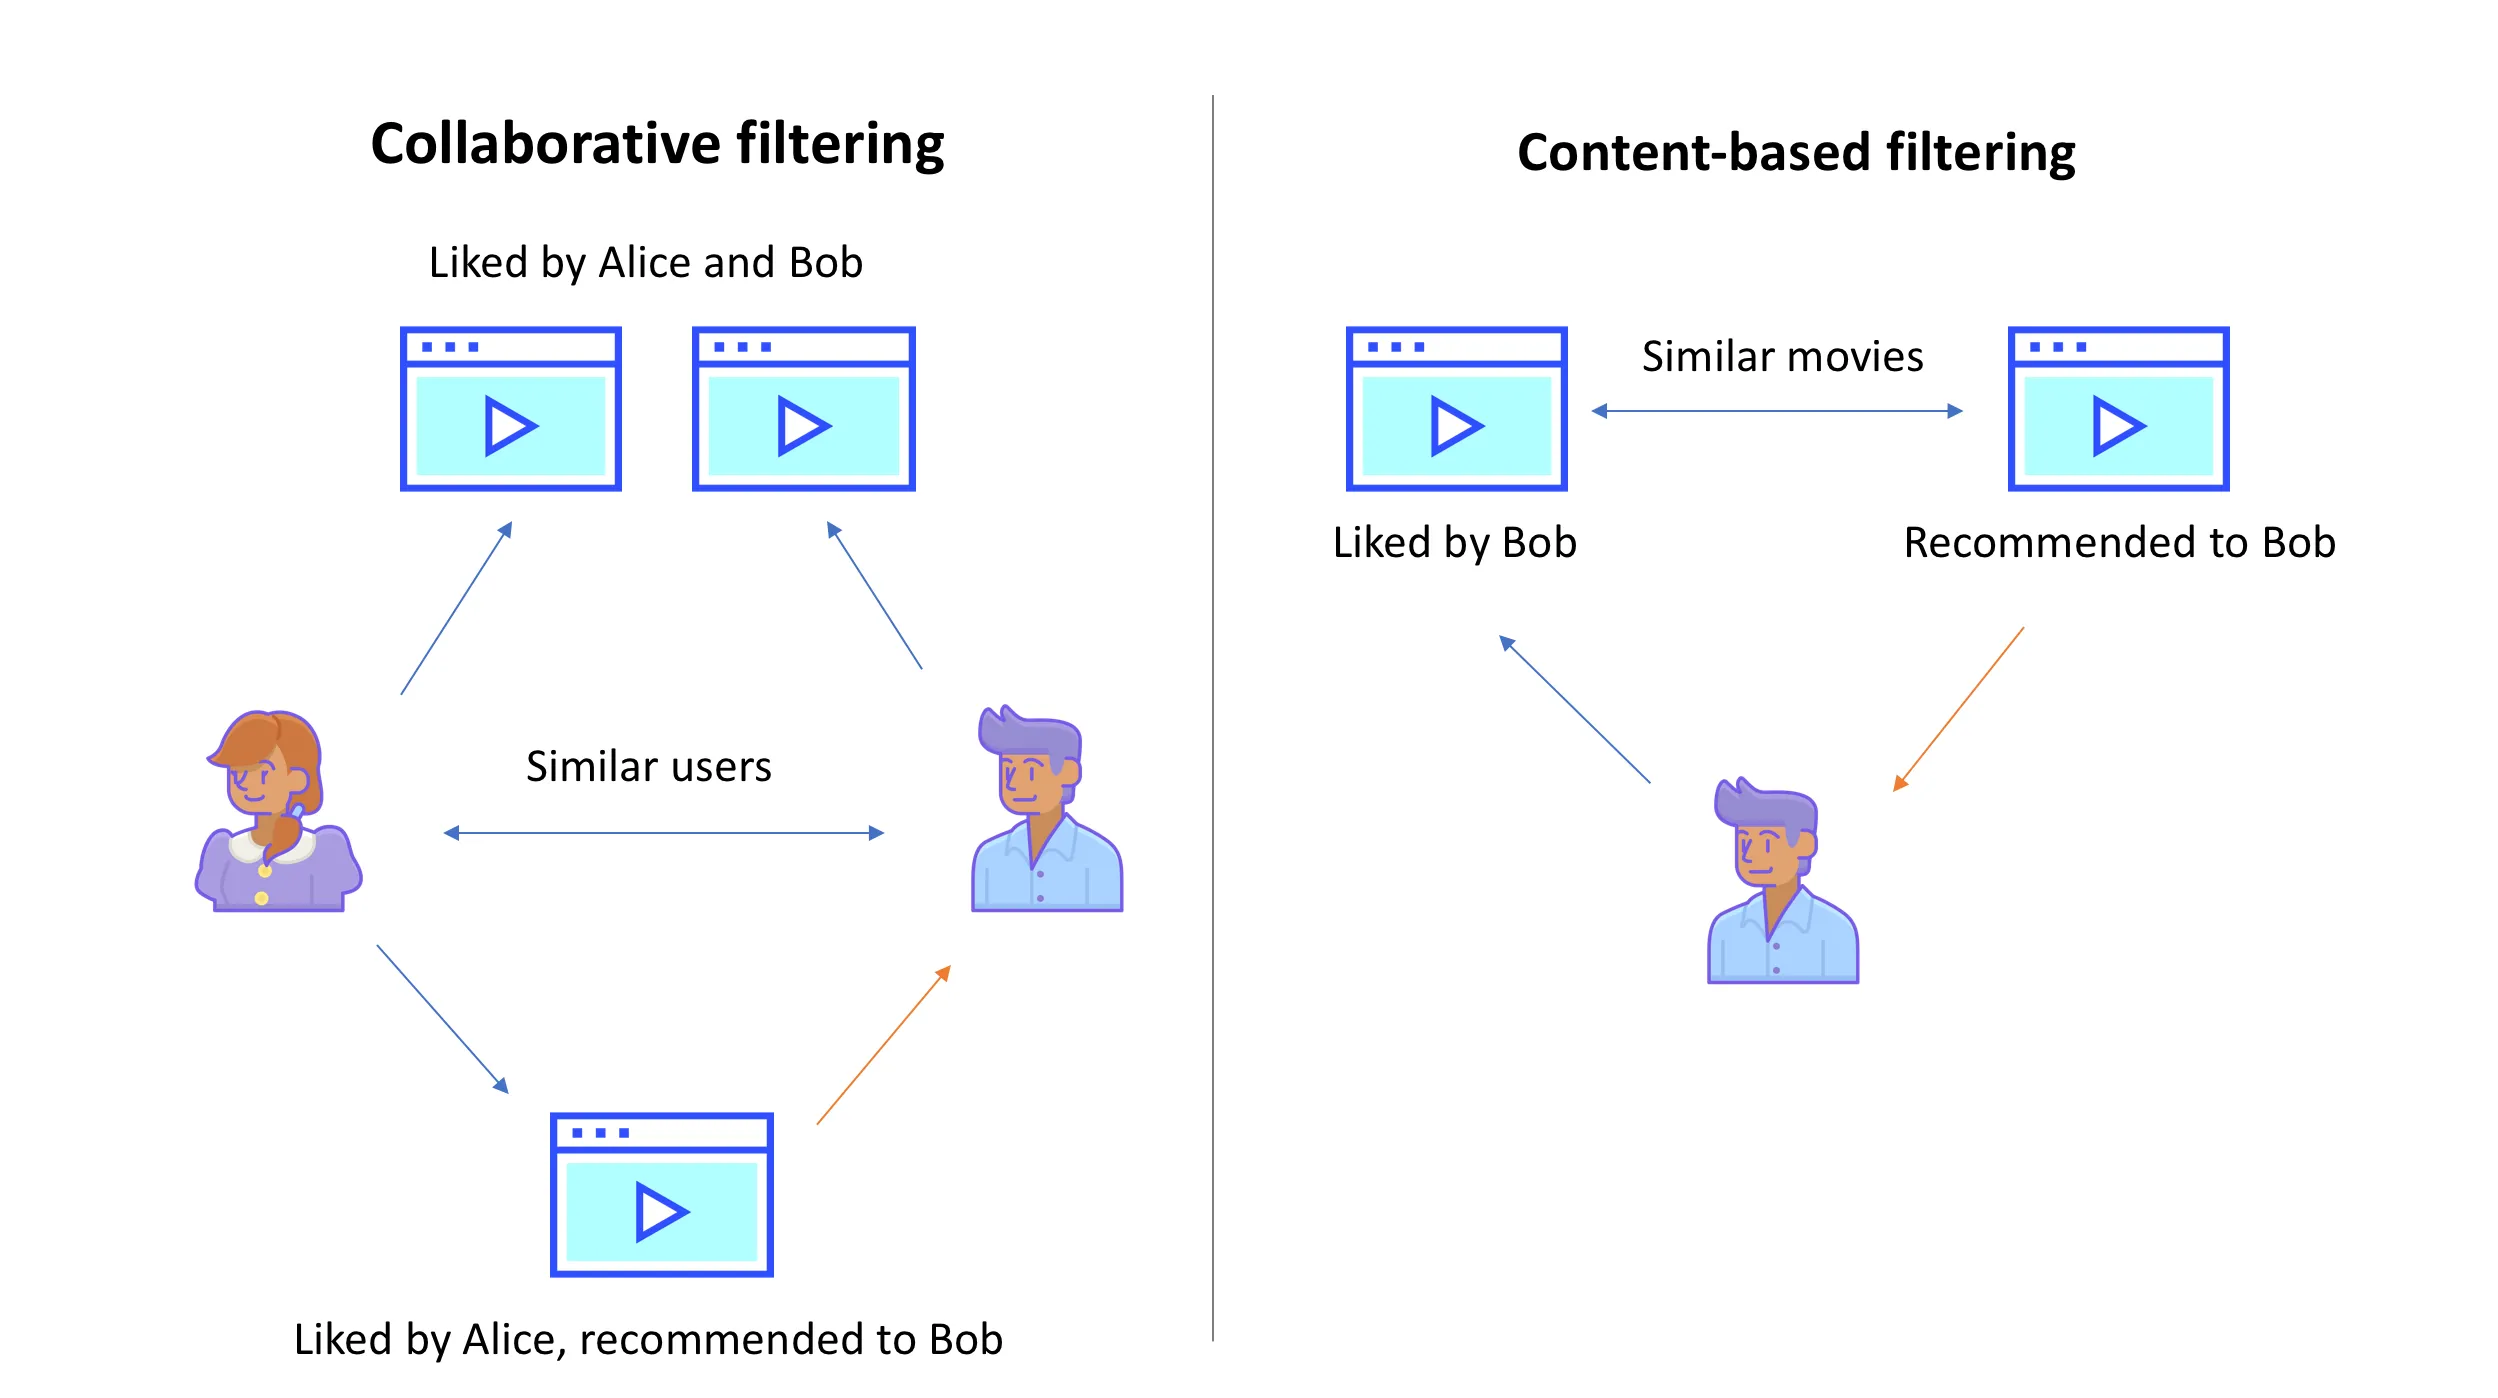 Collaborative filtering
Liked by Alice and Bob
Similar users
Liked by Alice, recommended to Bob
Content-based filtering
Similar movies
Liked by Bob
Recommended to Bob